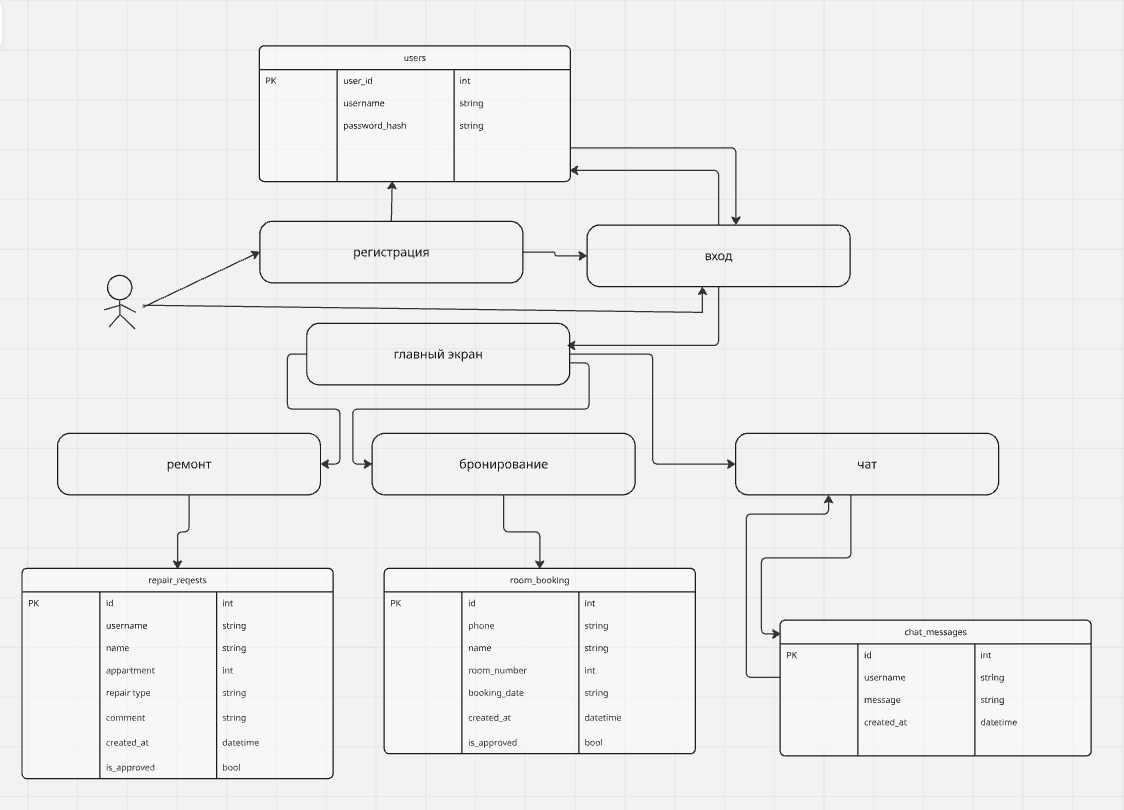 users
PK user_id int
username string
password_hash string
регистрация
вход
главный экран
ремонт
бронирование
чат
repair_reqests
PK id int
username string
name string
appartment int
repair type string
comment string
created_at datetime
is_approved bool
room_booking
PK id int
phone string
name string
room_number int
booking_date string
created_at datetime
is_approved bool
chat_messages
PK id int
username string
message string
created_at datetime